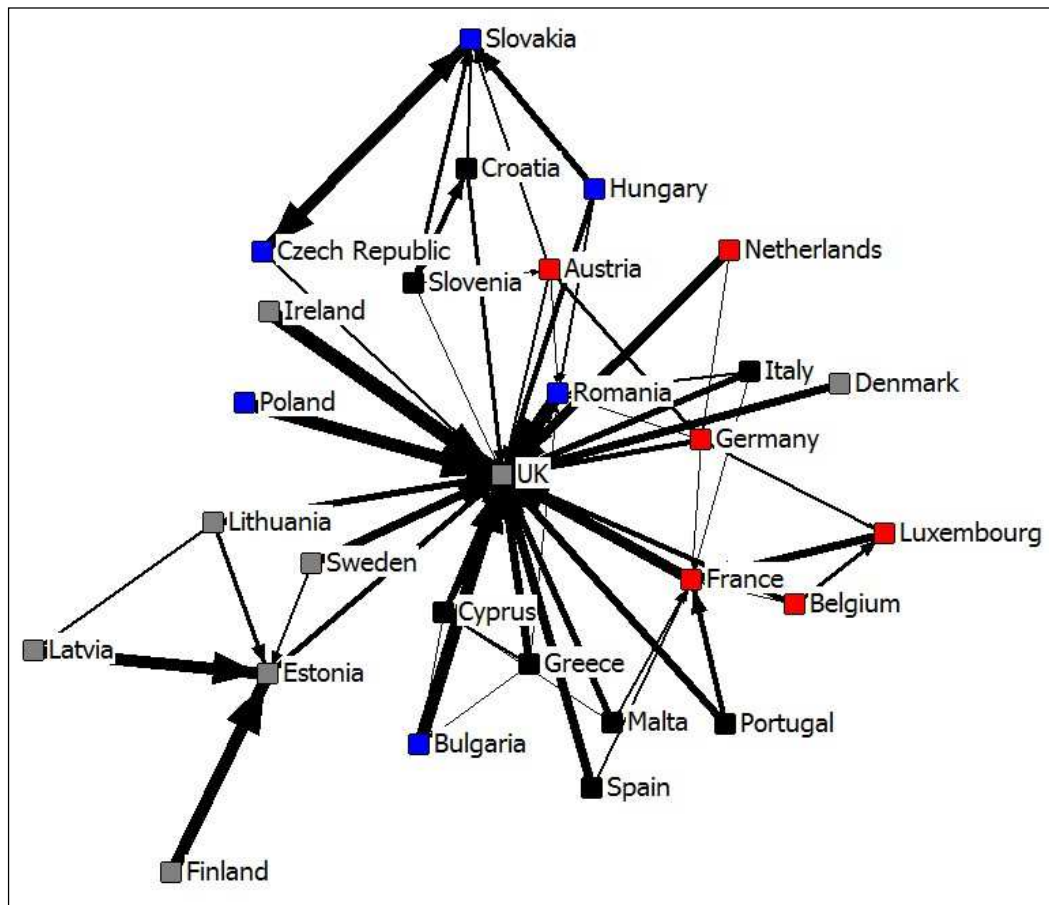 Slovakia
Croatia
Hungary
Czech Republic
Netherlands
Slovenia
Austria
Ireland
Italy
Denmark
Poland
Romania
Germany
UK
Lithuania
Luxembourg
Sweden
France
Belgium
Cyprus
Latvia
Estonia
Greece
Malta
Portugal
Bulgaria
Spain
Finland